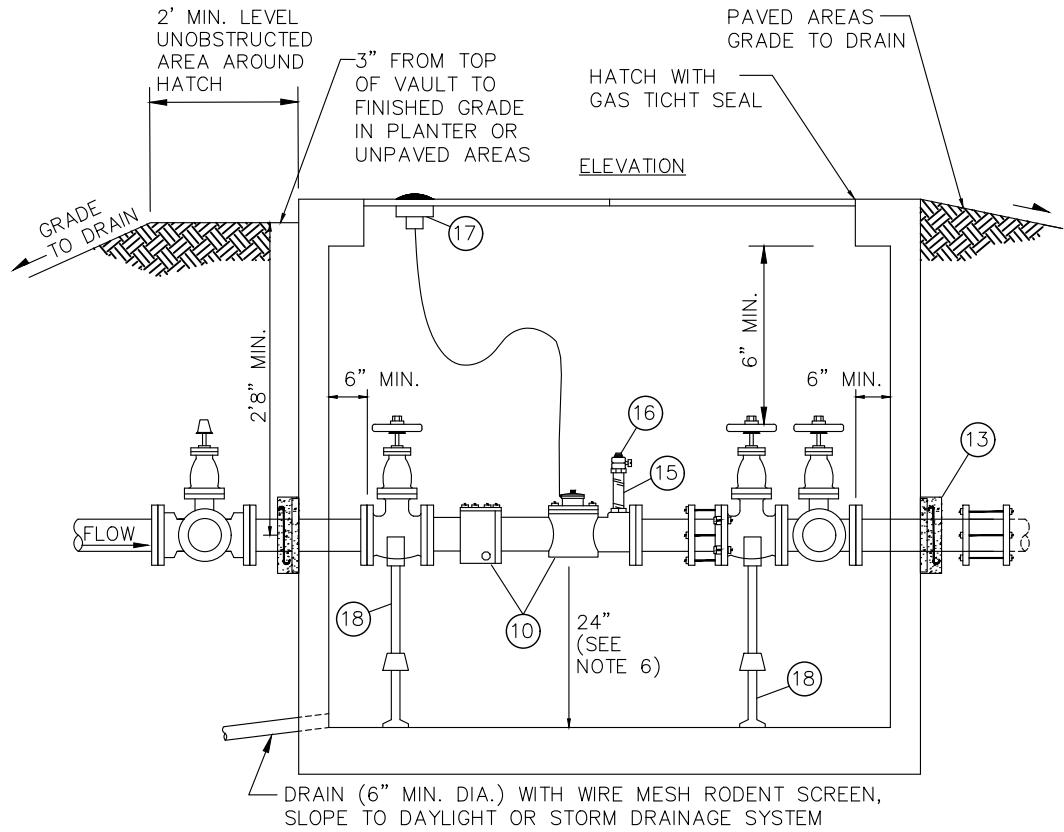 2' MIN. LEVEL
UNOBSTRUCTED
AREA AROUND
HATCH
3" FROM TOP
OF VAULT TO
FINISHED GRADE
IN PLANTER OR
UNPAVED AREAS
PAVED AREAS
GRADE TO DRAIN
HATCH WITH
GAS TICHT SEAL
ELEVATION
GRADE
TO DRAIN
17
2'8" MIN.
6" MIN.
6" MIN.
6" MIN.
16
15
13
FLOW
18
10
24"
(SEE
NOTE 6)
18
DRAIN (6" MIN. DIA.) WITH WIRE MESH RODENT SCREEN,
SLOPE TO DAYLIGHT OR STORM DRAINAGE SYSTEM